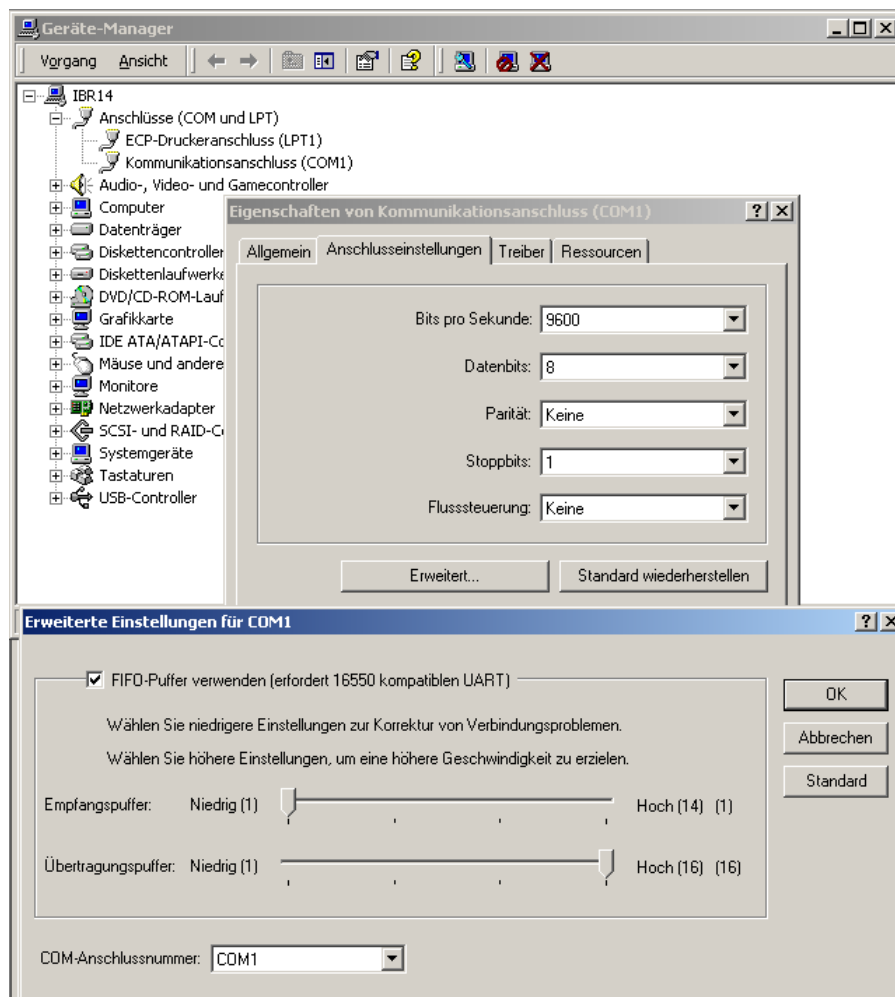 Geräte-Manager
Vorgang Ansicht
IBR14
Anschlüsse (COM und LPT)
ECP-Druckeranschluss (LPT1)
Kommunikationsanschluss (COM1)
Audio-, Video- und Gamecontroller
Computer
Datenträger
Diskettencontroller
Diskettenlaufwerke
DVD/CD-ROM-Lauf
Grafikkarte
IDE ATA/ATAPI-Co
Mäuse und andere
Monitore
Netzwerkadapter
SCSI- und RAID-C
Systemgeräte
Tastaturen
USB-Controller
Eigenschaften von Kommunikationsanschluss (COM1)
Allgemein Anschlusseinstellungen Treiber Ressourcen
Bits pro Sekunde: 9600
Datenbits: 8
Parität: Keine
Stoppbits: 1
Flusssteuerung: Keine
Erweitert... Standard wiederherstellen
Erweiterte Einstellungen für COM1
FIFO-Puffer verwenden (erfordert 16550 kompatiblen UART)
OK
Wählen Sie niedrigere Einstellungen zur Korrektur von Verbindungsproblemen.
Abbrechen
Wählen Sie höhere Einstellungen, um eine höhere Geschwindigkeit zu erzielen.
Standard
Empfangspuffer: Niedrig (1) Hoch (14) (1)
Übertragungspuffer: Niedrig (1) Hoch (16) (16)
COM-Anschlussnummer: COM1